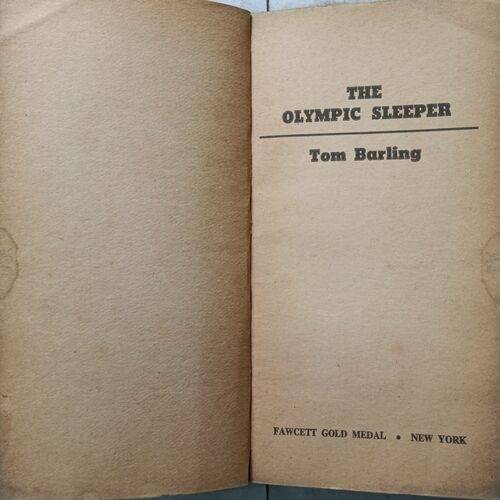 THE
OLYMPIC SLEEPER
Tom Barling
FAWCETT GOLD MEDAL • NEW YORK